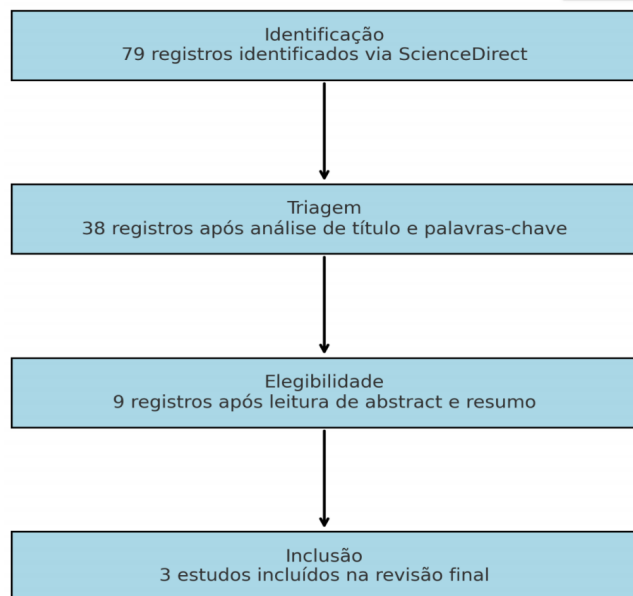 Identificação
79 registros identificados via ScienceDirect
Triagem
38 registros após análise de título e palavras-chave
Elegibilidade
9 registros após leitura de abstract e resumo
Inclusão
3 estudos incluídos na revisão final